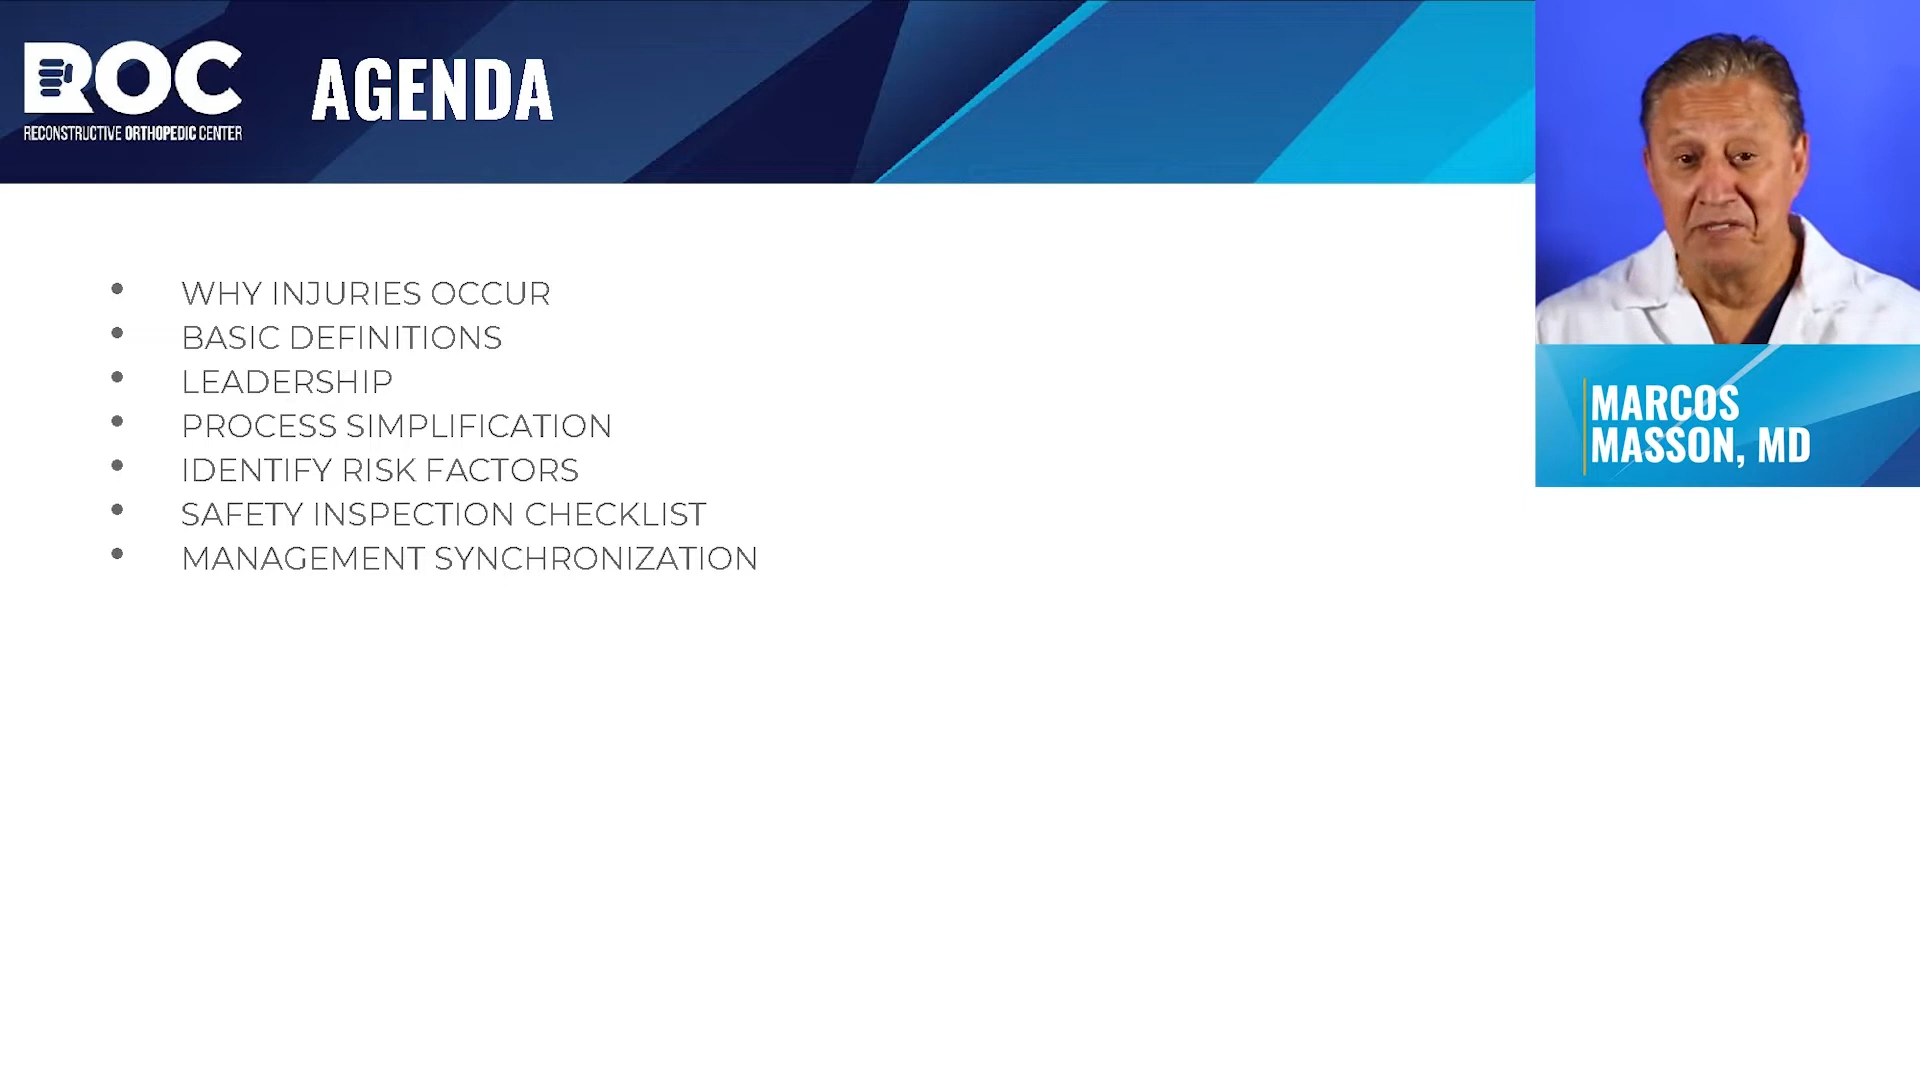 ROC
RECONSTRUCTIVE ORTHOPEDIC CENTER
AGENDA
• WHY INJURIES OCCUR
• BASIC DEFINITIONS
• LEADERSHIP
• PROCESS SIMPLIFICATION
• IDENTIFY RISK FACTORS
• SAFETY INSPECTION CHECKLIST
• MANAGEMENT SYNCHRONIZATION
MARCOS
MASSON, MD